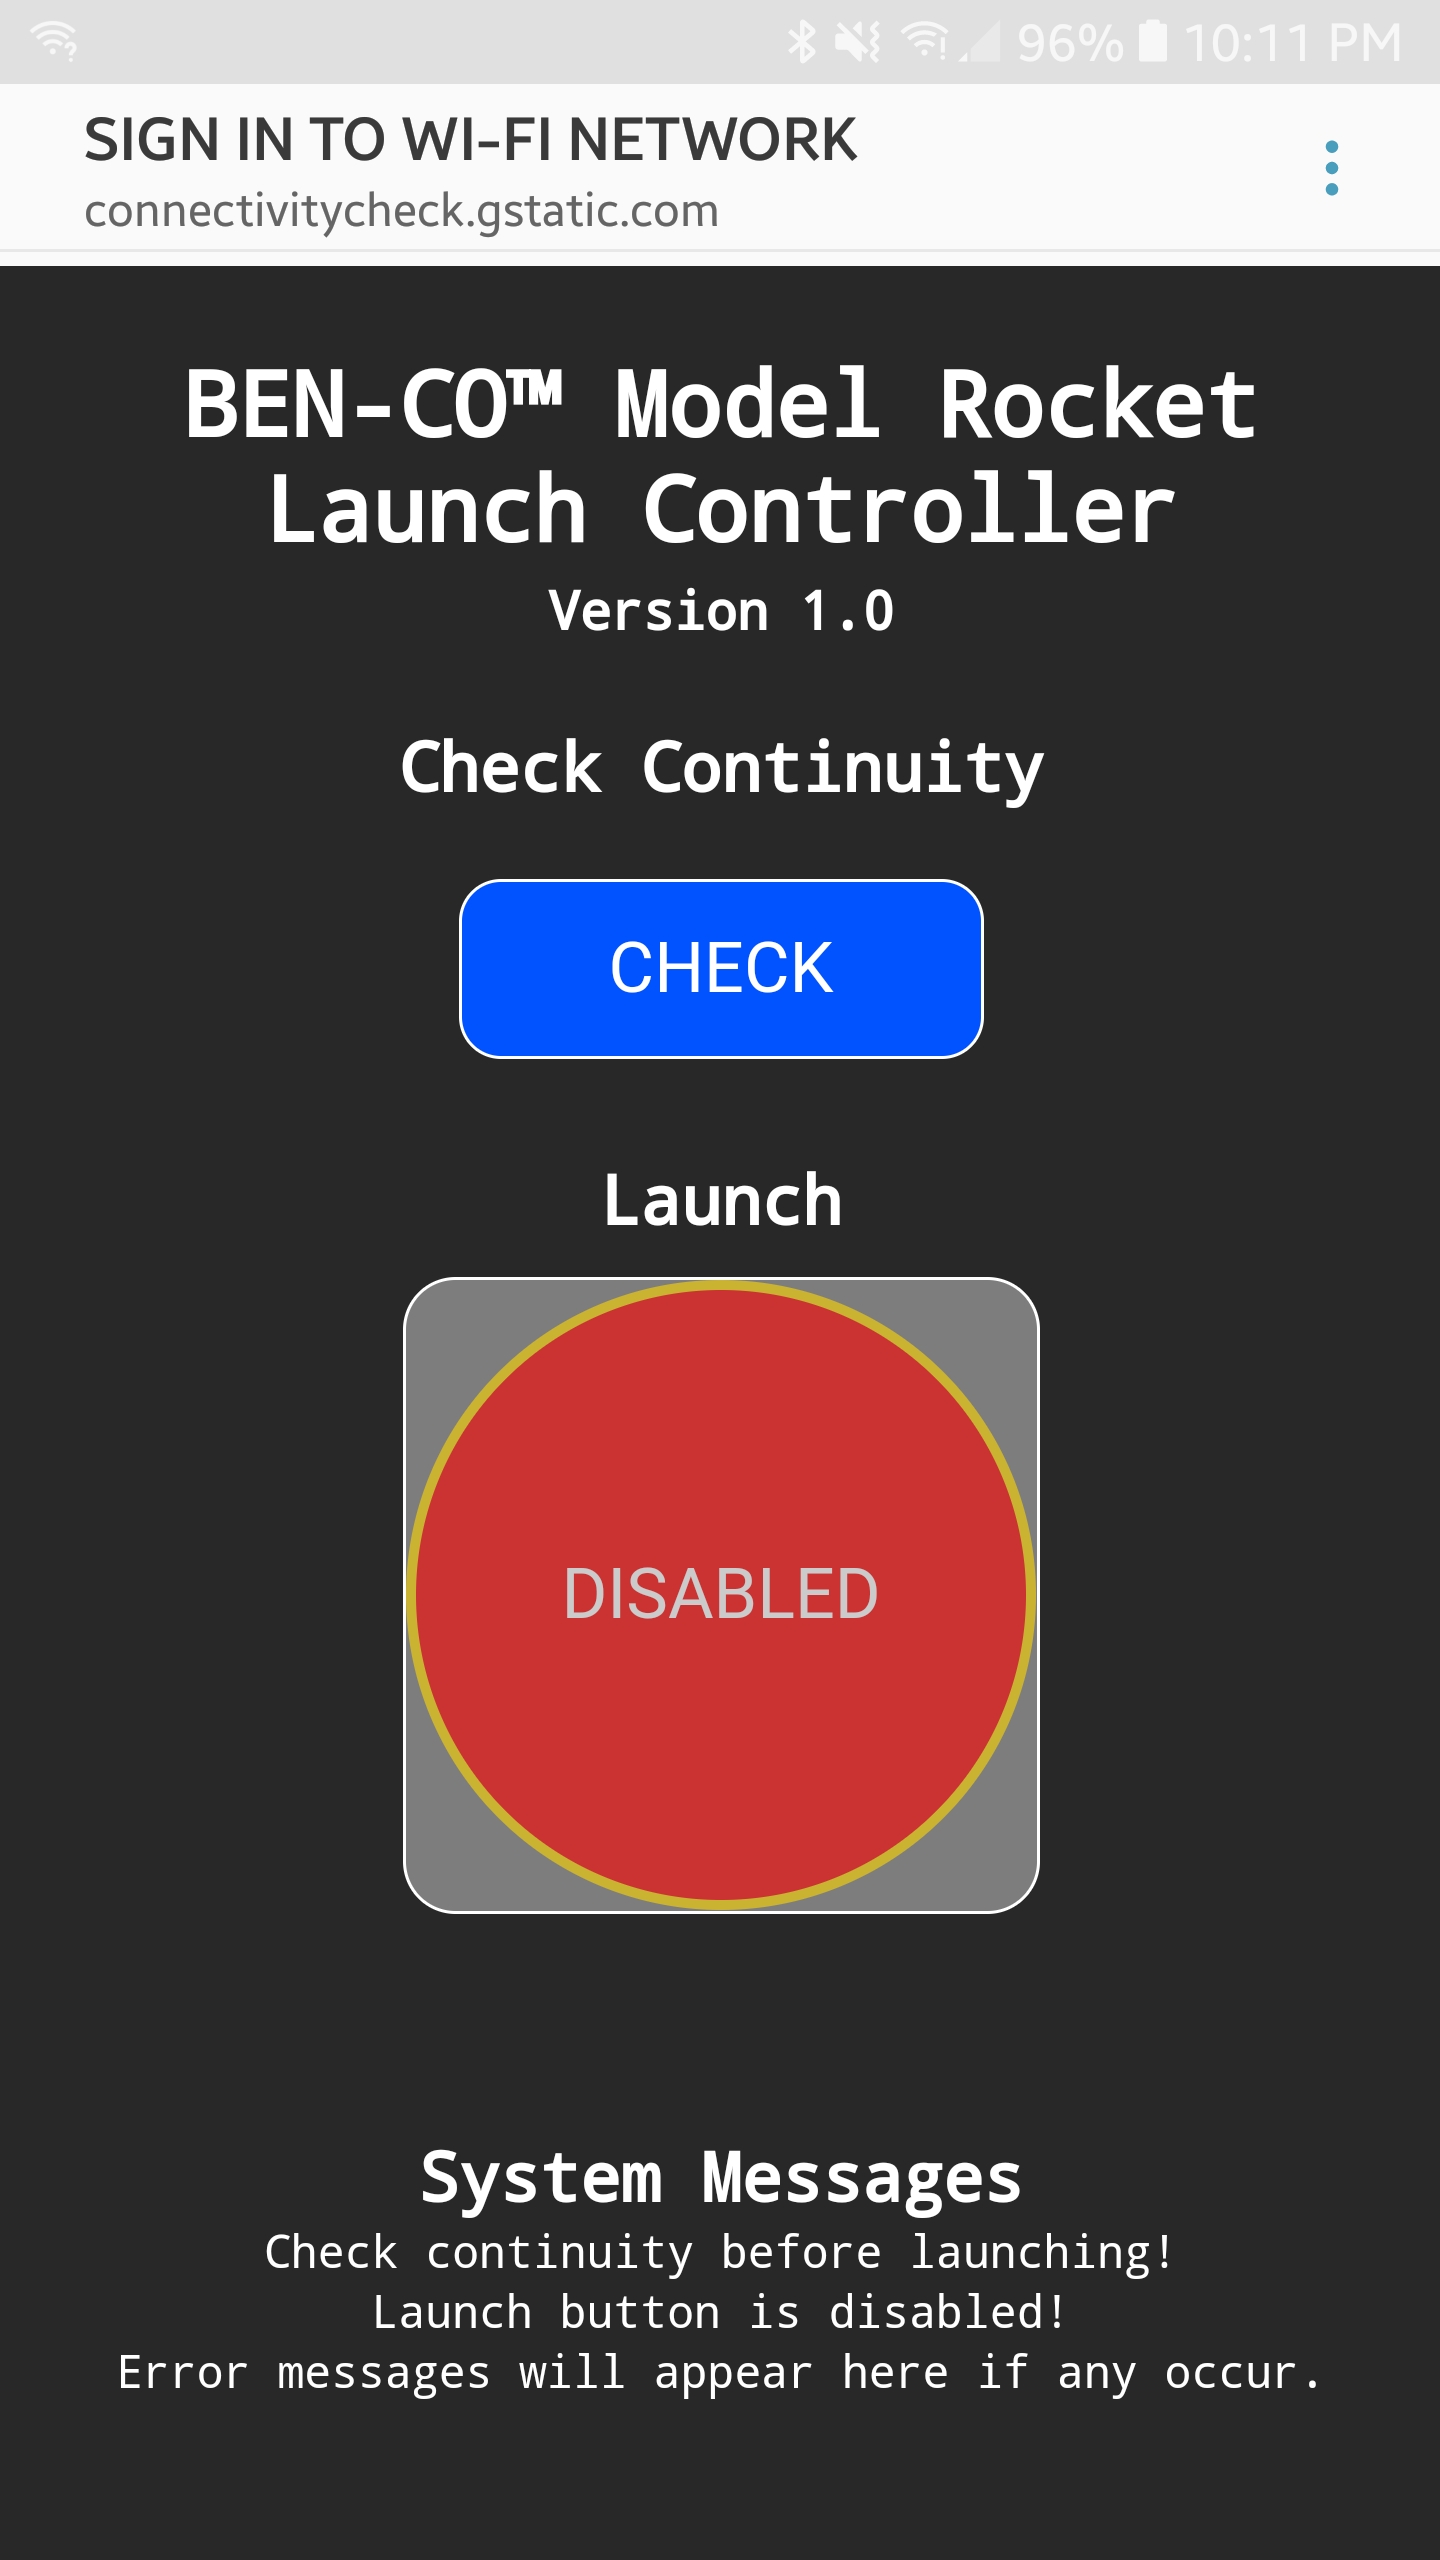 96% 10:11 PM
SIGN IN TO WI-FI NETWORK
connectivitycheck.gstatic.com
BEN-CO™ Model Rocket
Launch Controller
Version 1.0
Check Continuity
CHECK
Launch
DISABLED
System Messages
Check continuity before launching!
Launch button is disabled!
Error messages will appear here if any occur.